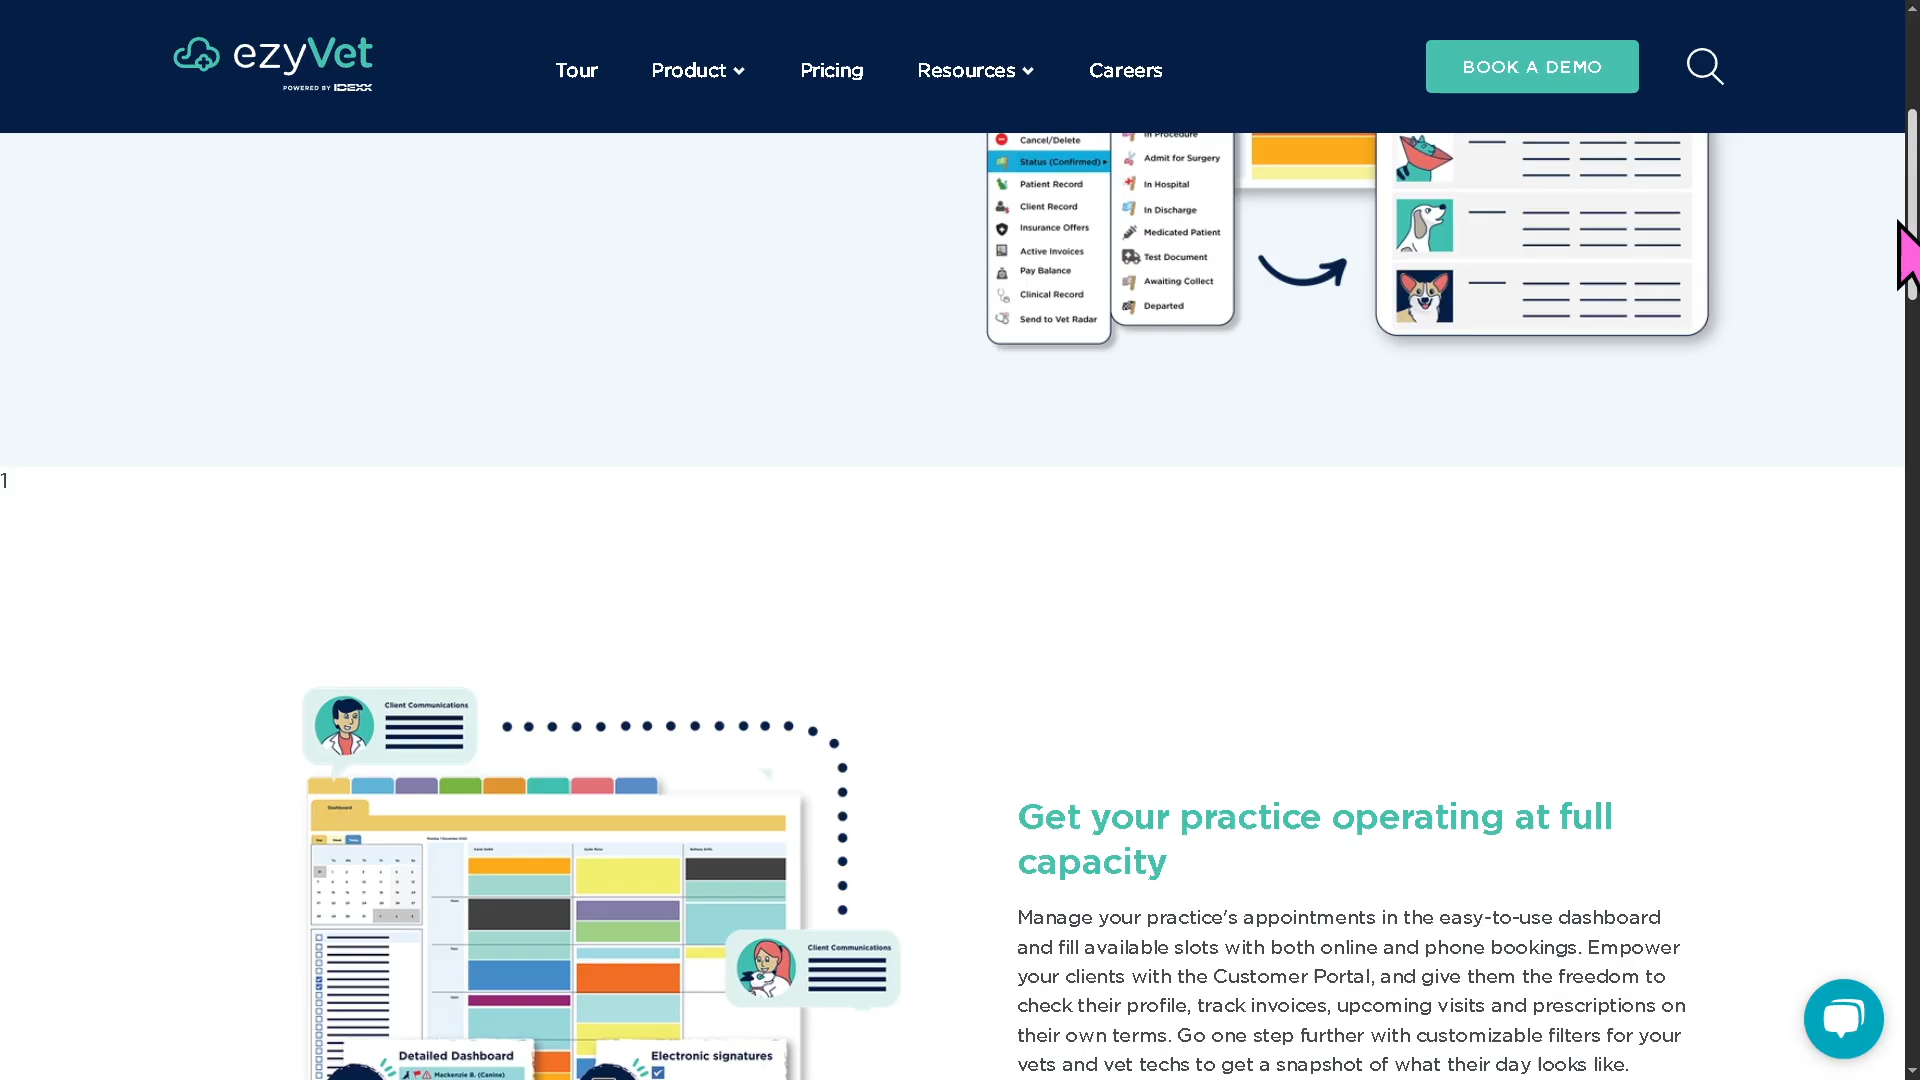 ezyVet
POWERED BY IDEXX
Tour
Product
Pricing
Resources
Careers
BOOK A DEMO
Cancel/Delete
Status (Confirmed)
Patient Record
Client Record
Insurance Offers
Active Invoices
Pay Balance
Clinical Record
Send to Vet Radar
In Procedure
Admit for Surgery
In Hospital
In Discharge
Medicated Patient
Test Document
Awaiting Collect
Departed
1
Client Communications
Dashboard
Client Communications
Detailed Dashboard
Mackenzie B. (Canine)
Electronic signatures
Get your practice operating at full
capacity
Manage your practice's appointments in the easy-to-use dashboard
and fill available slots with both online and phone bookings. Empower
your clients with the Customer Portal, and give them the freedom to
check their profile, track invoices, upcoming visits and prescriptions on
their own terms. Go one step further with customizable filters for your
vets and vet techs to get a snapshot of what their day looks like.